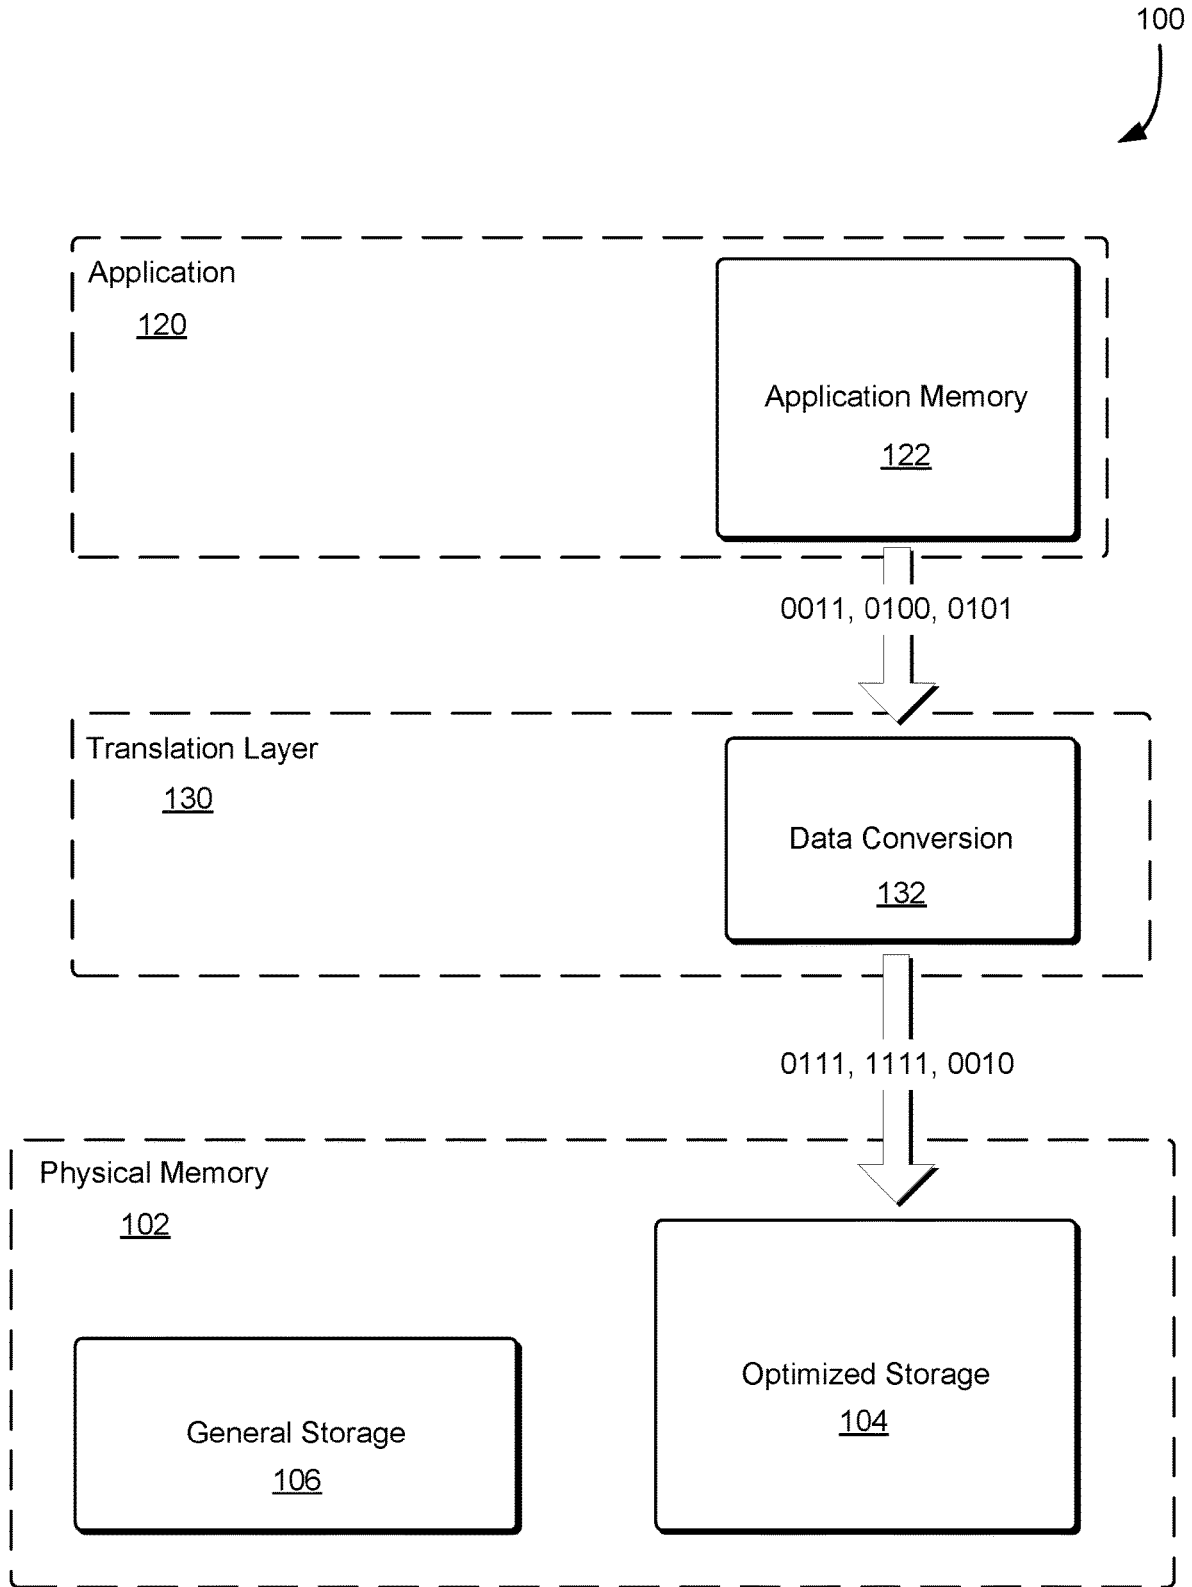 100
Application
120
Application Memory
122
0011, 0100, 0101
Translation Layer
130
Data Conversion
132
0111, 1111, 0010
Physical Memory
102
Optimized Storage
104
General Storage
106